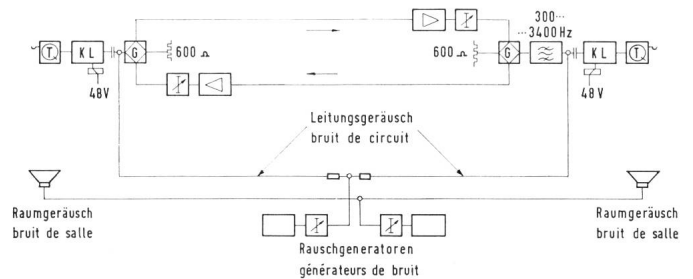 300...
...3400 Hz
T
KL
G
600 Ω
600 Ω
G
KL
T
48V
48V
Leitungsgeräusch
bruit de circuit
Raumgeräusch
bruit de salle
Raumgeräusch
bruit de salle
Rauschgeneratoren
générateurs de bruit